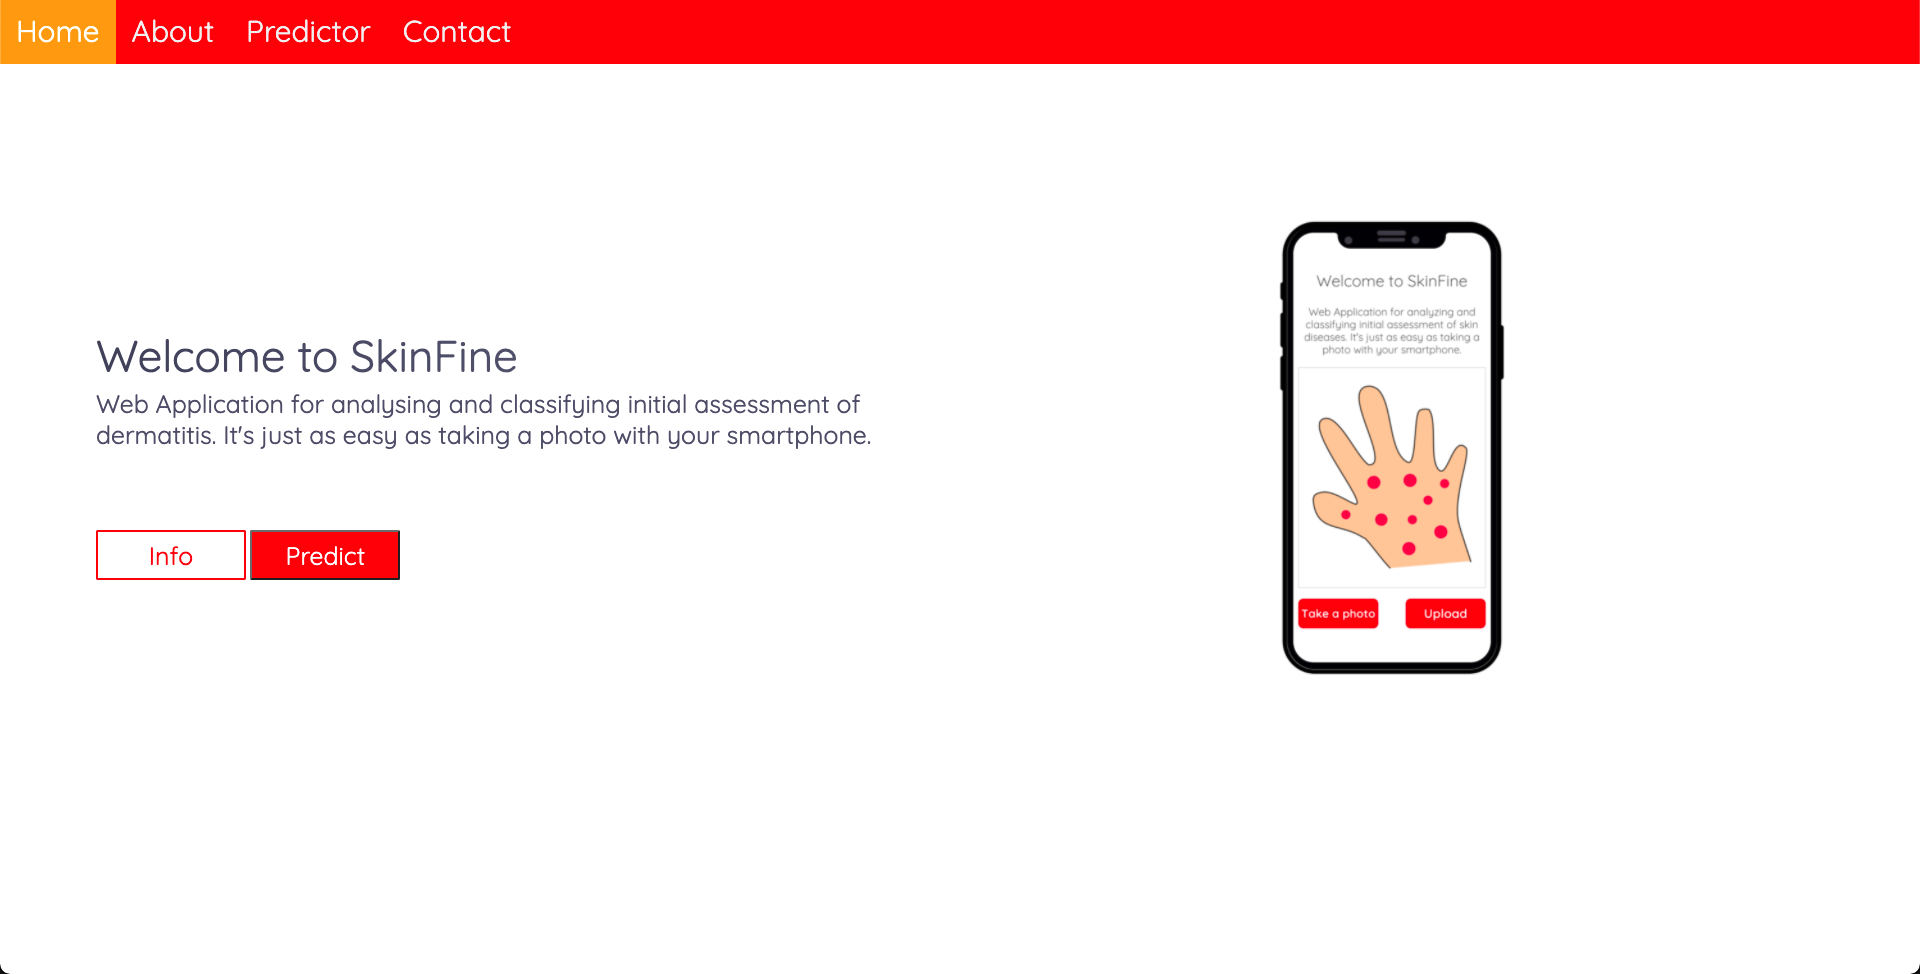 Home About Predictor Contact
Welcome to SkinFine
Web Application for analysing and classifying initial assessment of
dermatitis. It's just as easy as taking a photo with your smartphone.
Info Predict
Welcome to SkinFine
Web Application for analyzing and
classifying initial assessment of skin
diseases. It's just as easy as taking a
photo with your smartphone.
Take a photo Upload